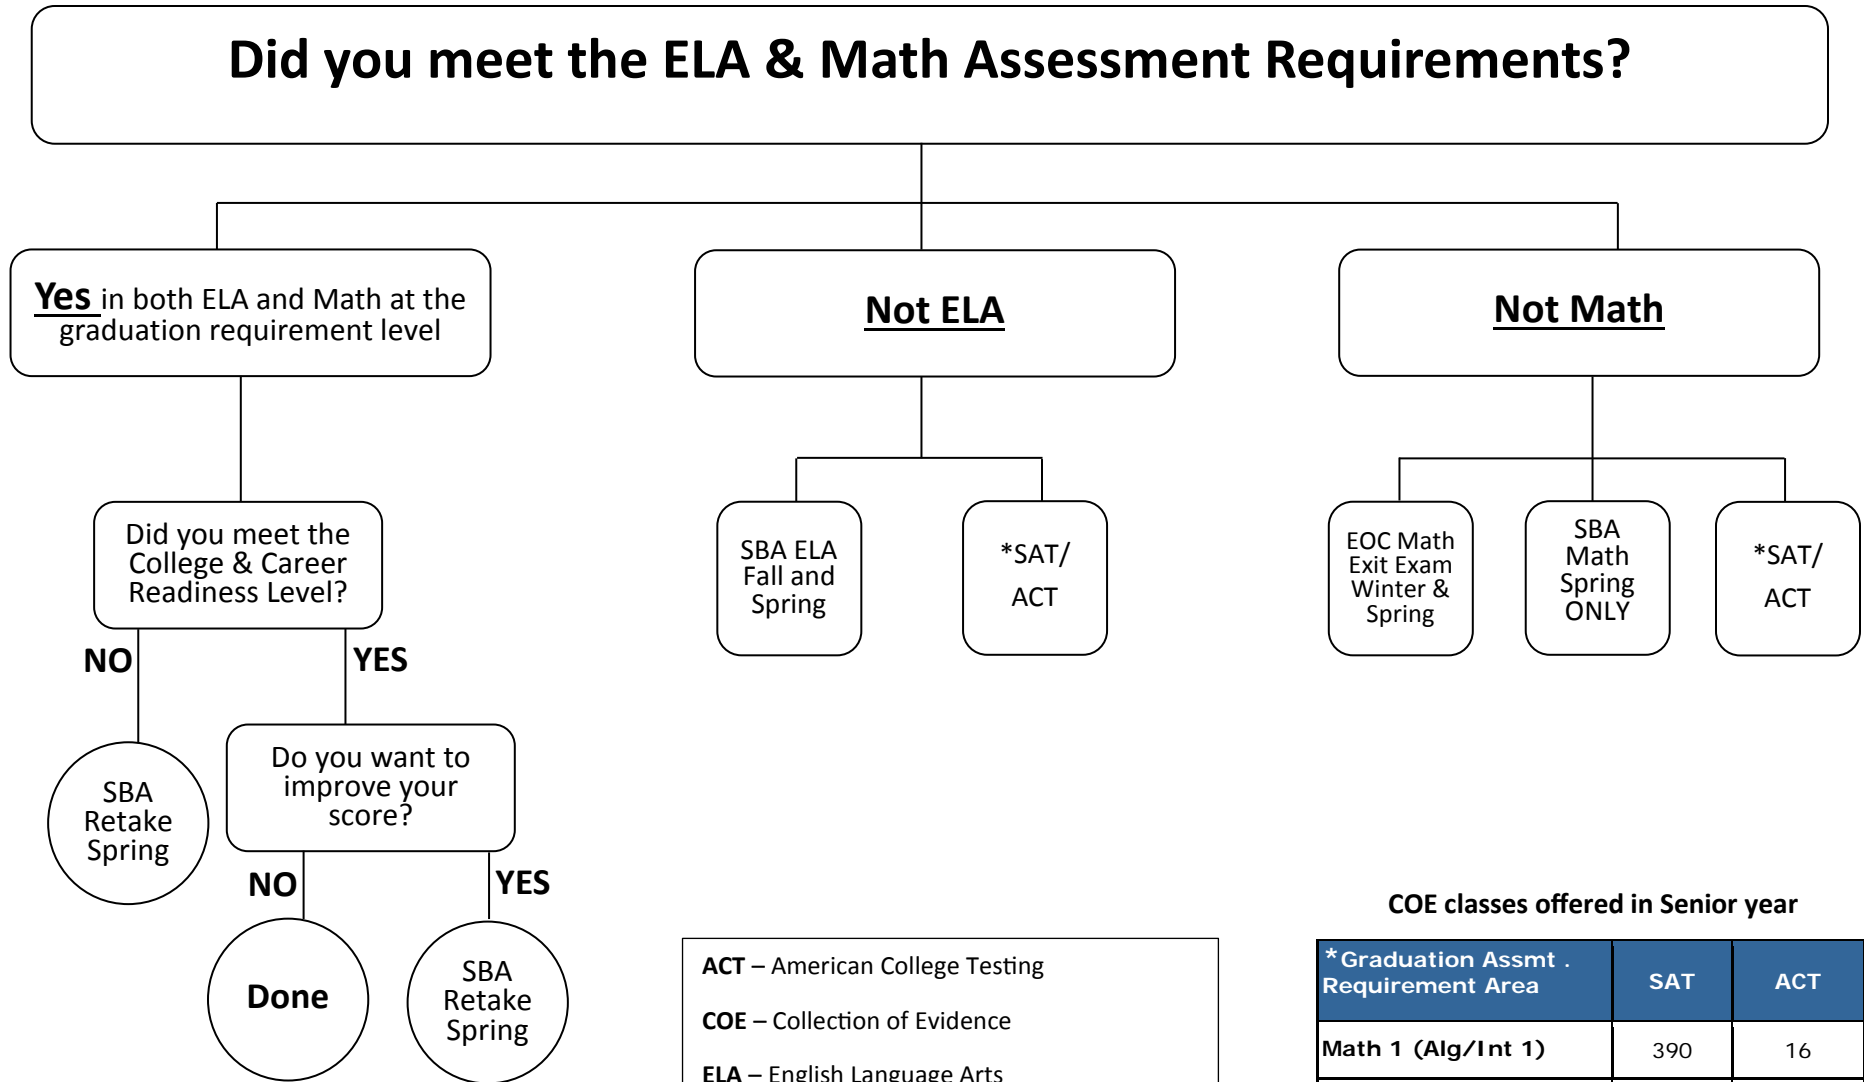 Did you meet the ELA & Math Assessment Requirements?
Yes in both ELA and Math at the
graduation requirement level
Not ELA
Not Math
Did you meet the
College & Career
Readiness Level?
SBA ELA
Fall and
Spring
*SAT/
ACT
EOC Math
Exit Exam
Winter &
Spring
SBA
Math
Spring
ONLY
*SAT/
ACT
NO
YES
SBA
Retake
Spring
Do you want to
improve your
score?
NO
YES
Done
SBA
Retake
Spring
ACT – American College Testing
COE – Collection of Evidence
ELA – English Language Arts
COE classes offered in Senior year
*Graduation Assmt .
Requirement Area
SAT
ACT
Math 1 (Alg/Int 1)
390
16